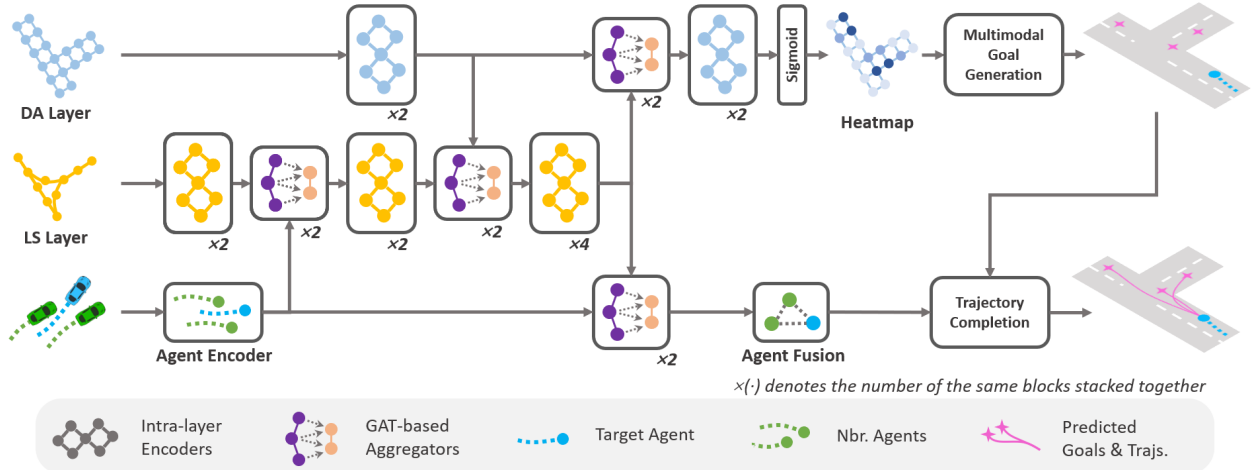 DA Layer
×2
×2
×2
Sigmoid
Heatmap
Multimodal
Goal
Generation
LS Layer
×2
×2
×2
×2
×4
Agent Encoder
×2
Agent Fusion
Trajectory
Completion
×(·) denotes the number of the same blocks stacked together
Intra-layer
Encoders
GAT-based
Aggregators
Target Agent
Nbr. Agents
Predicted
Goals & Trajs.